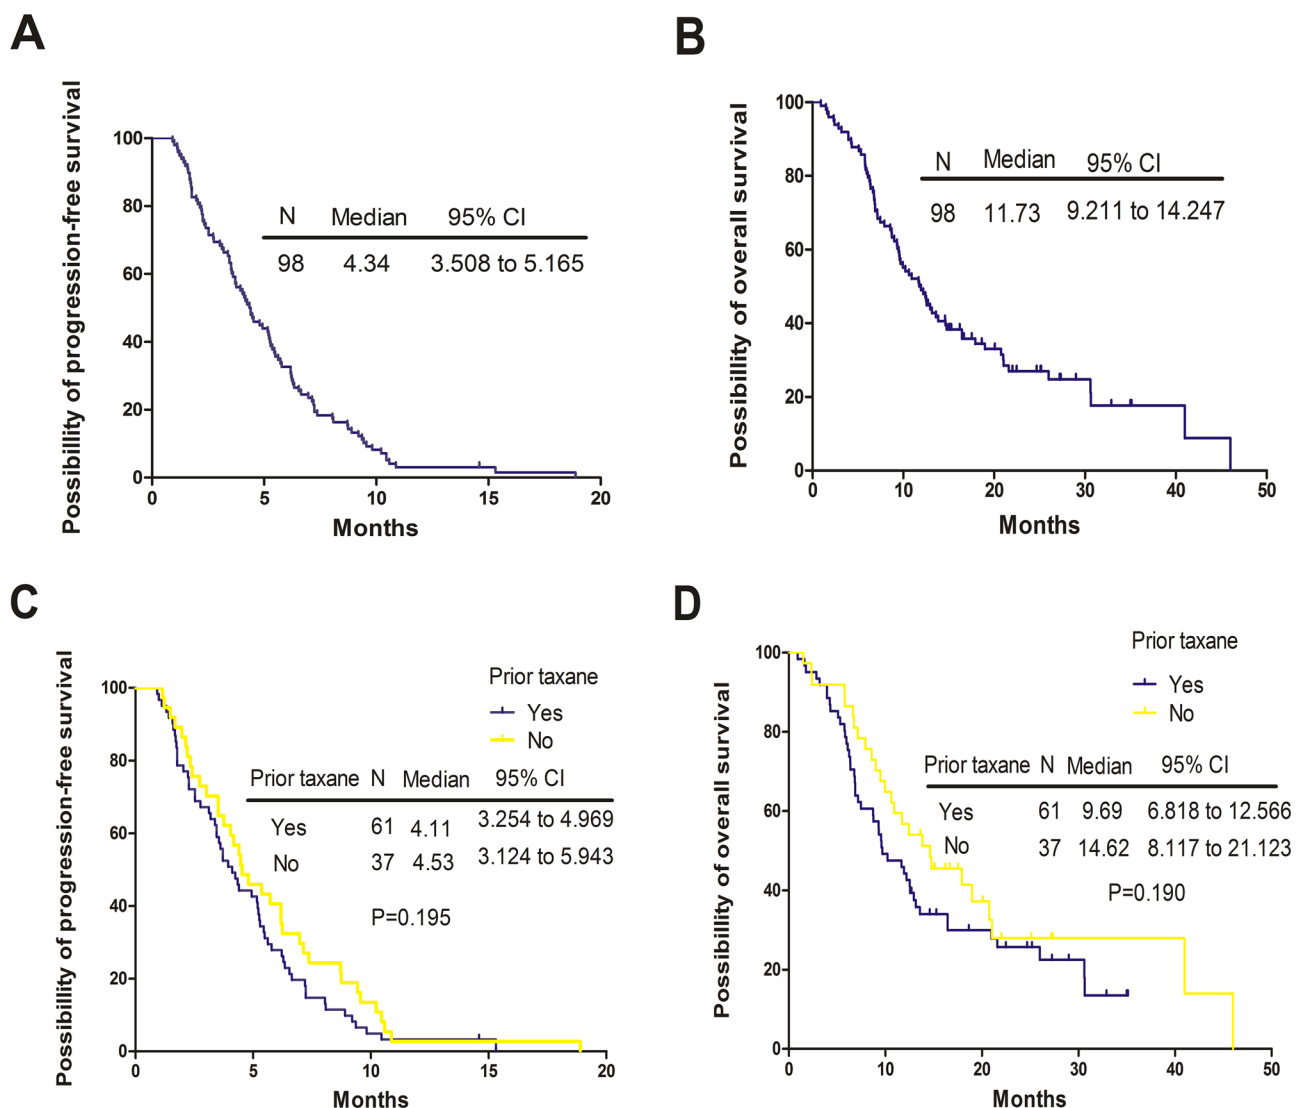 A
Possibillity of progression-free survival
100
80
60
40
20
0
0 5 10 15 20
Months
N Median 95% CI
98 4.34 3.508 to 5.165
B
Possibillity of overall survival
100
80
60
40
20
0
0 10 20 30 40 50
Months
N Median 95% CI
98 11.73 9.211 to 14.247
C
Possibillity of progression-free survival
100
80
60
40
20
0
0 5 10 15 20
Months
Prior taxane
Yes
No
Prior taxane N Median 95% CI
Yes 61 4.11 3.254 to 4.969
No 37 4.53 3.124 to 5.943
P=0.195
D
Possibillity of overall survival
100
80
60
40
20
0
0 10 20 30 40 50
Months
Prior taxane
Yes
No
Prior taxane N Median 95% CI
Yes 61 9.69 6.818 to 12.566
No 37 14.62 8.117 to 21.123
P=0.190